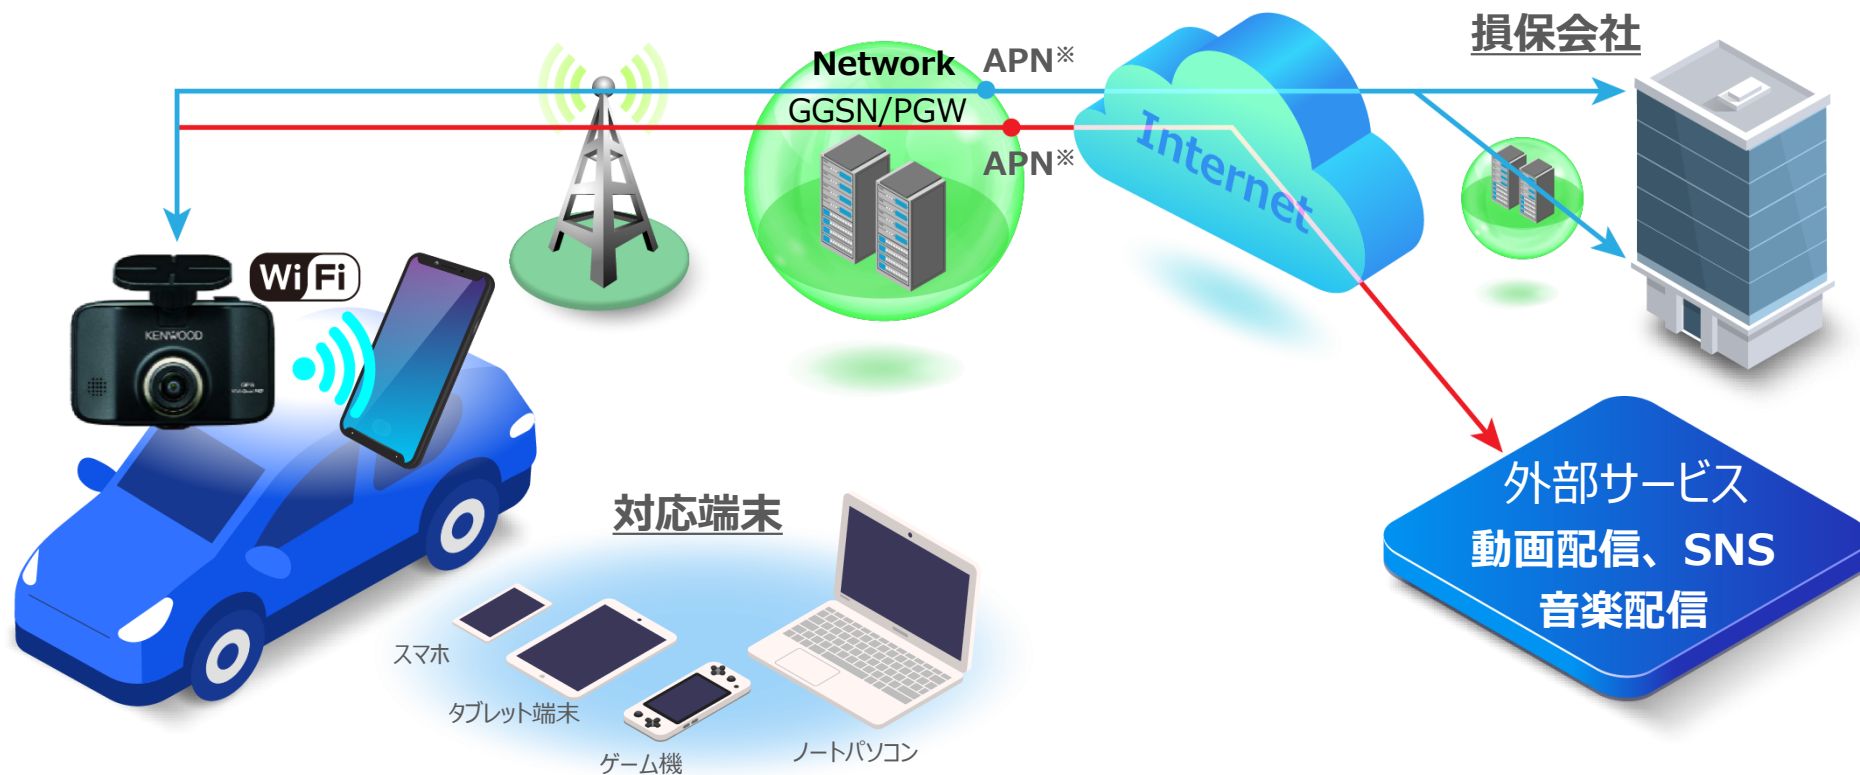 損保会社
Network
APN※
GGSN/PGW
APN※
Internet
WiFi
KENWOOD
外部サービス
動画配信、SNS
音楽配信
対応端末
スマホ
タブレット端末
ゲーム機
ノートパソコン